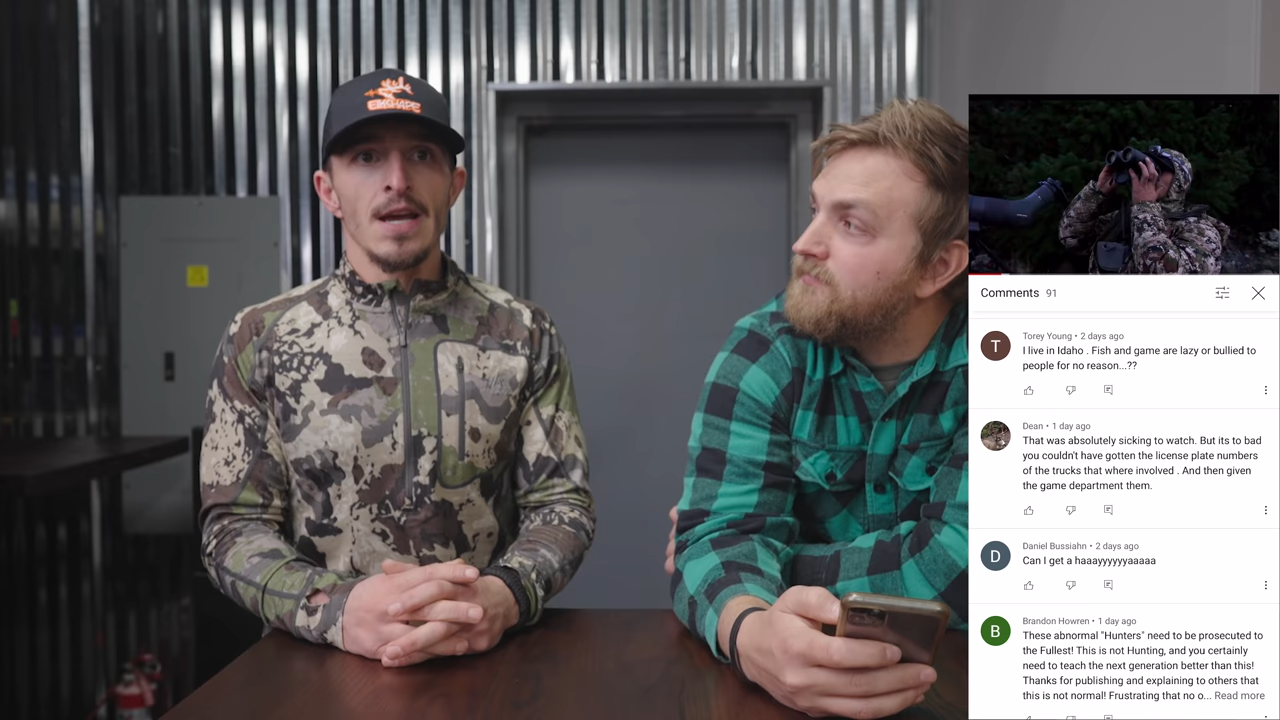 ELKSHAPE
Comments 91
Torey Young • 2 days ago
I live in Idaho . Fish and game are lazy or bullied to
people for no reason...??
Dean • 1 day ago
That was absolutely sicking to watch. But its to bad
you couldn't have gotten the license plate numbers
of the trucks that where involved . And then given
the game department them.
Daniel Bussiahn • 2 days ago
Can I get a haaayyyyyyaaaaa
Brandon Howren • 1 day ago
These abnormal "Hunters" need to be prosecuted to
the Fullest! This is not Hunting, and you certainly
need to teach the next generation better than this!
Thanks for publishing and explaining to others that
this is not normal! Frustrating that no o... Read more
T
D
B